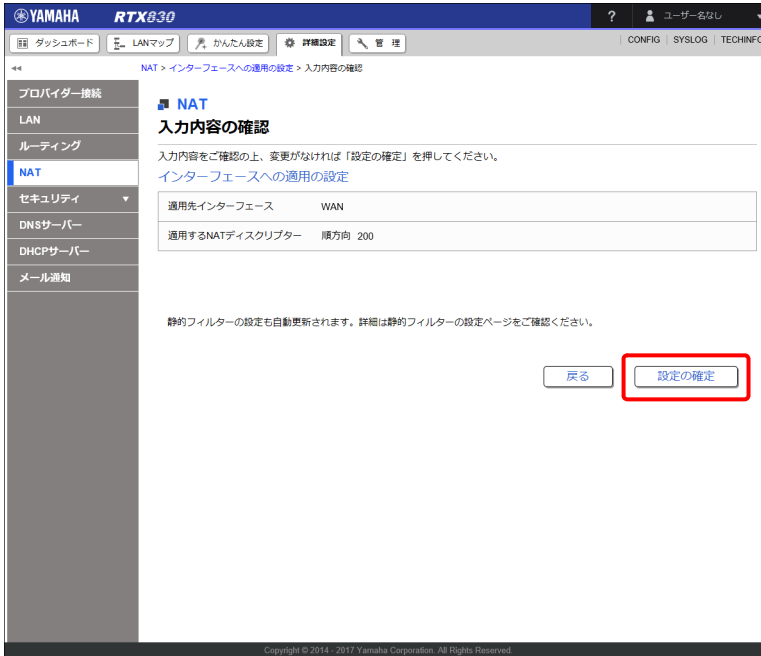 YAMAHA RTX830 ? ユーザー名なし
ダッシュボード LANマップ かんたん設定 詳細設定 管 理 CONFIG SYSLOG TECHINFO
NAT > インターフェースへの適用の設定 > 入力内容の確認
プロバイダー接続
LAN
ルーティング
NAT
セキュリティ
DNSサーバー
DHCPサーバー
メール通知
NAT
入力内容の確認
入力内容をご確認の上、変更がなければ「設定の確定」を押してください。
インターフェースへの適用の設定
適用先インターフェース WAN
適用するNATディスクリプター 順方向 200
静的フィルターの設定も自動更新されます。詳細は静的フィルターの設定ページをご確認ください。
戻る 設定の確定
Copyright © 2014 - 2017 Yamaha Corporation. All Rights Reserved.